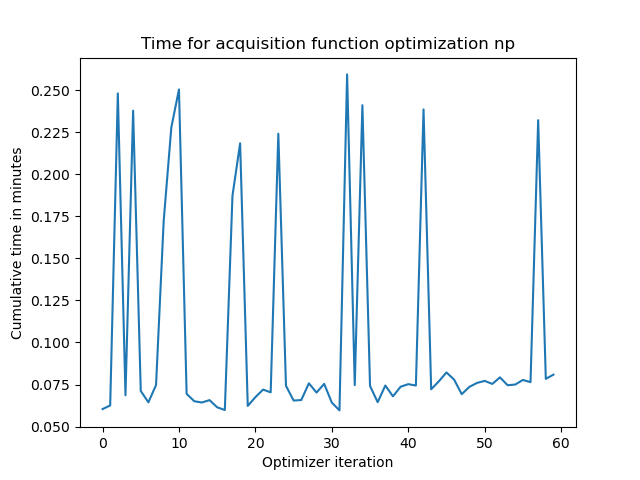 Time for acquisition function optimization np
Cumulative time in minutes
0.250
0.225
0.200
0.175
0.150
0.125
0.100
0.075
0.050
0 10 20 30 40 50 60
Optimizer iteration